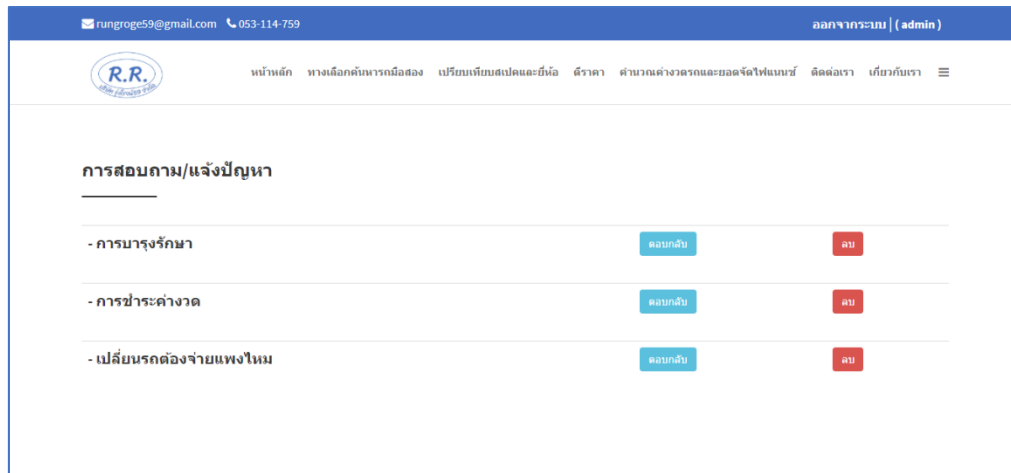 rungroge59@gmail.com 053-114-759 ออกจากระบบ | ( admin )
R.R.
หน้าหลัก ทางเลือกค้นหารถมือสอง เปรียบเทียบสเปคและยี่ห้อ ตีราคา คำนวณค่างวดรถและยอดจัดไฟแนนซ์ ติดต่อเรา เกี่ยวกับเรา
การสอบถาม/แจ้งปัญหา
- การบารุงรักษา ตอบกลับ ลบ
- การชำระค่างวด ตอบกลับ ลบ
- เปลี่ยนรถต้องจ่ายแพงไหม ตอบกลับ ลบ